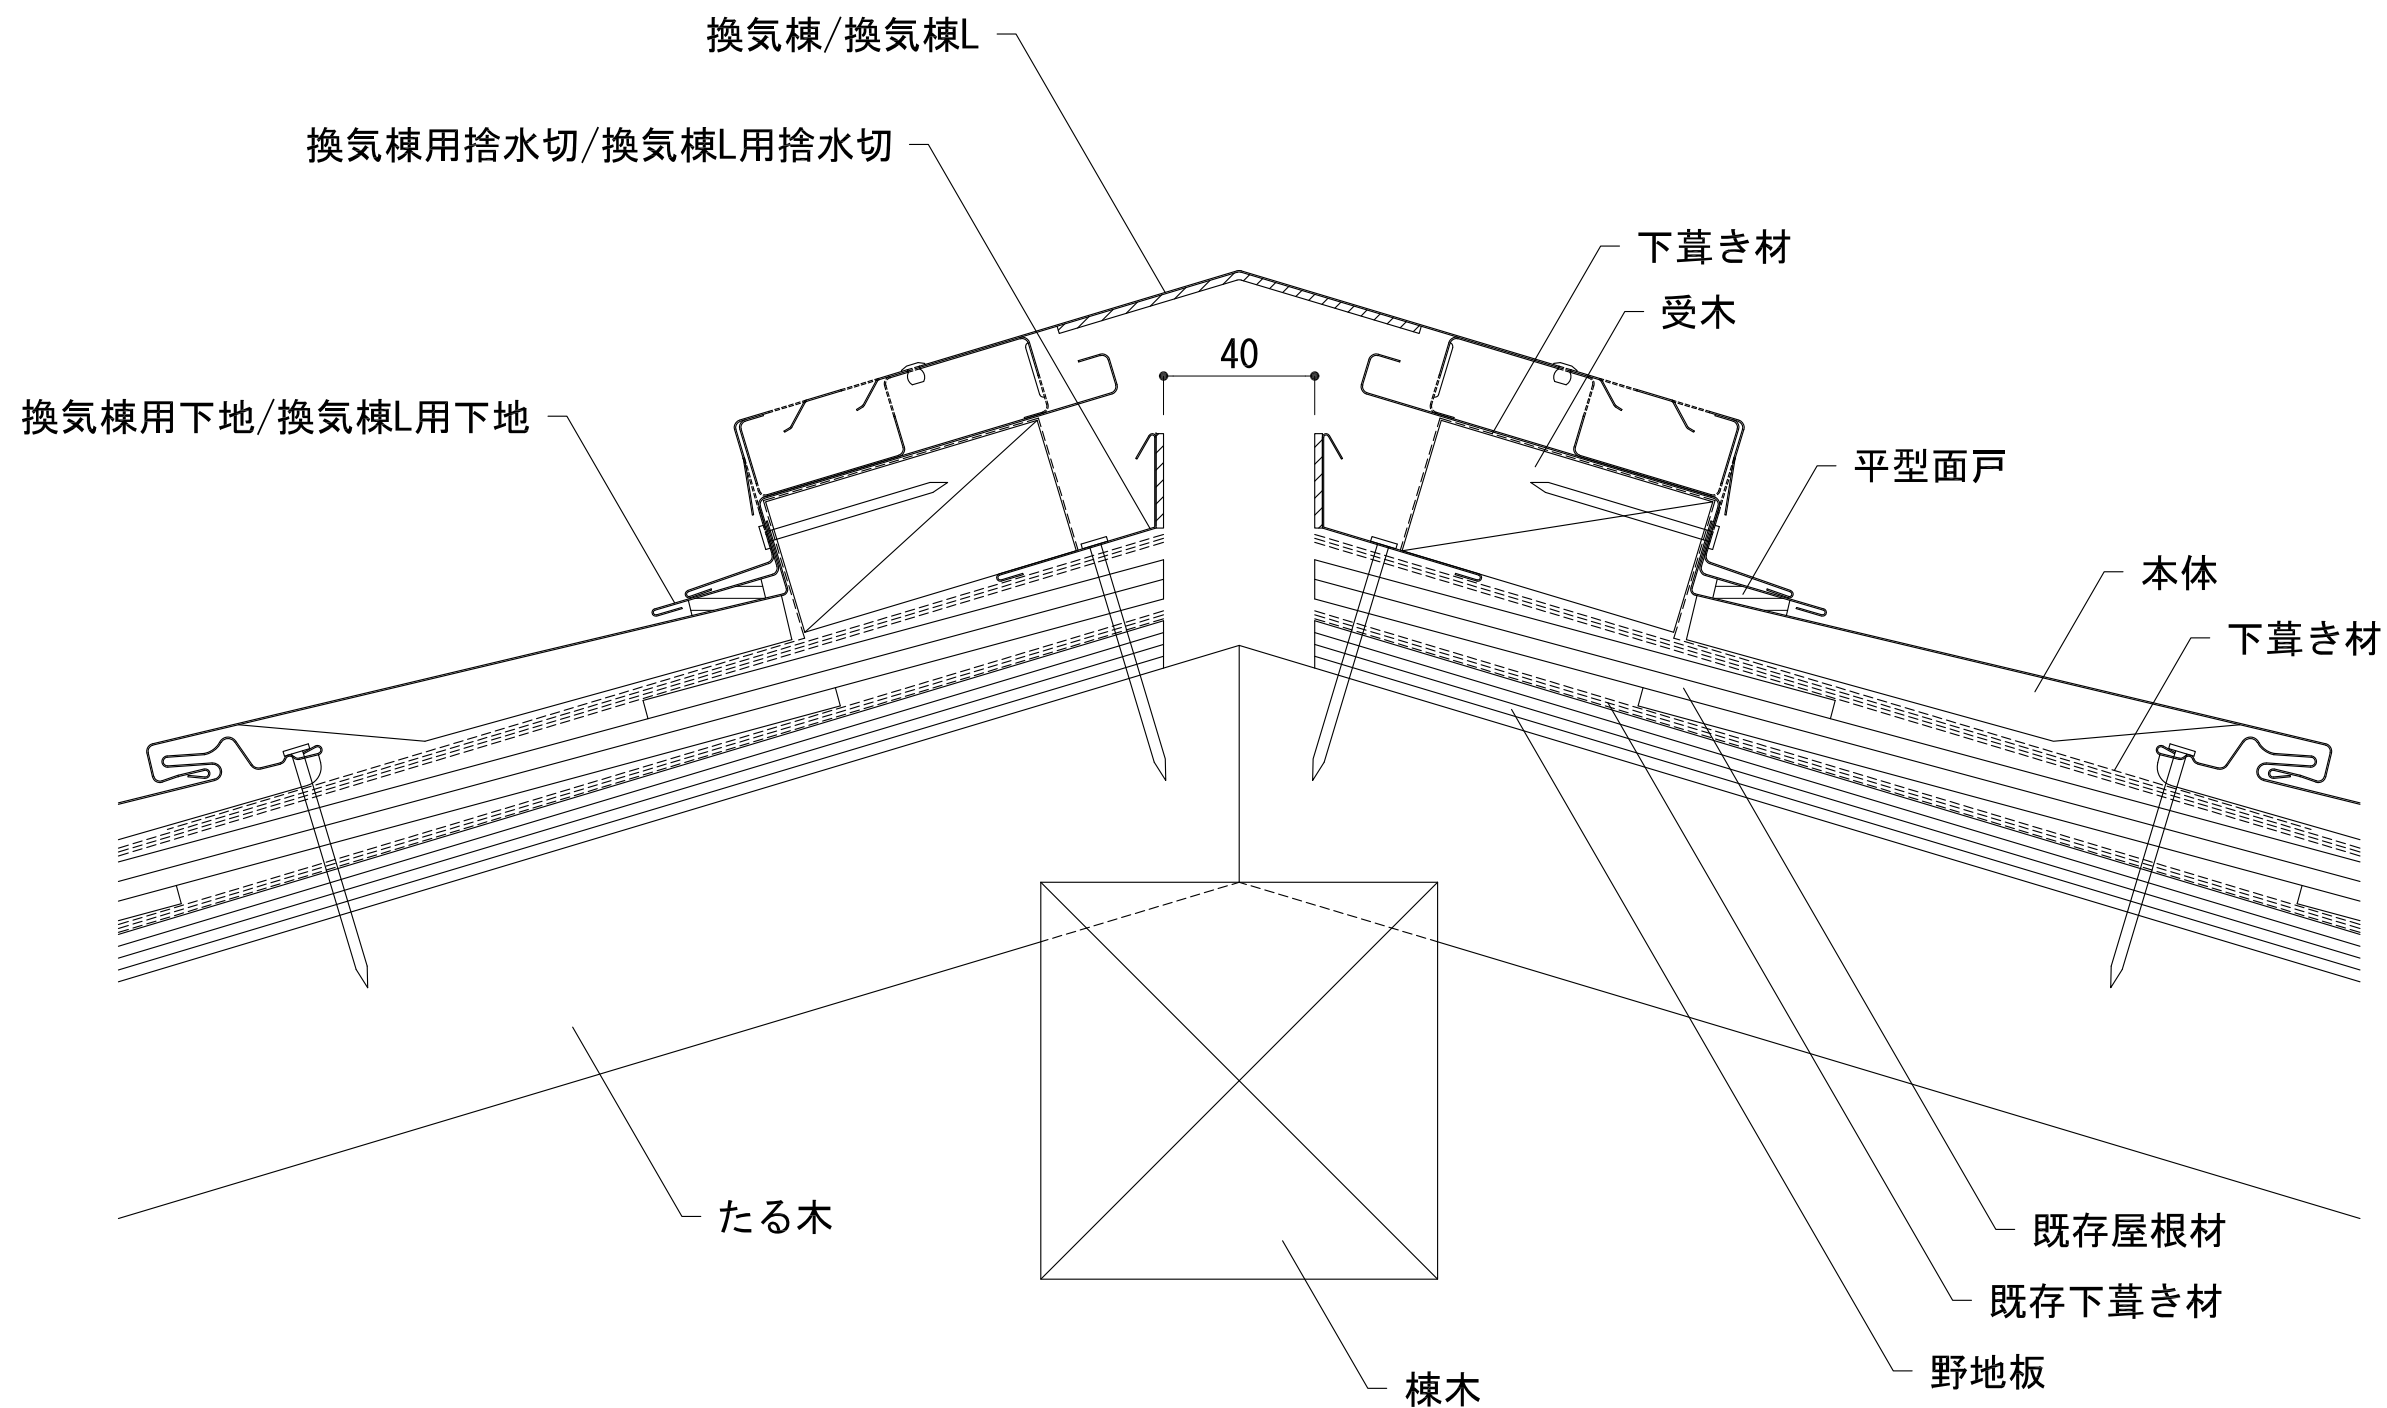 換気棟/換気棟L
換気棟用捨水切/換気棟L用捨水切
下葺き材
受木
40
換気棟用下地/換気棟L用下地
平型面戸
本体
下葺き材
たる木
既存屋根材
既存下葺き材
野地板
棟木